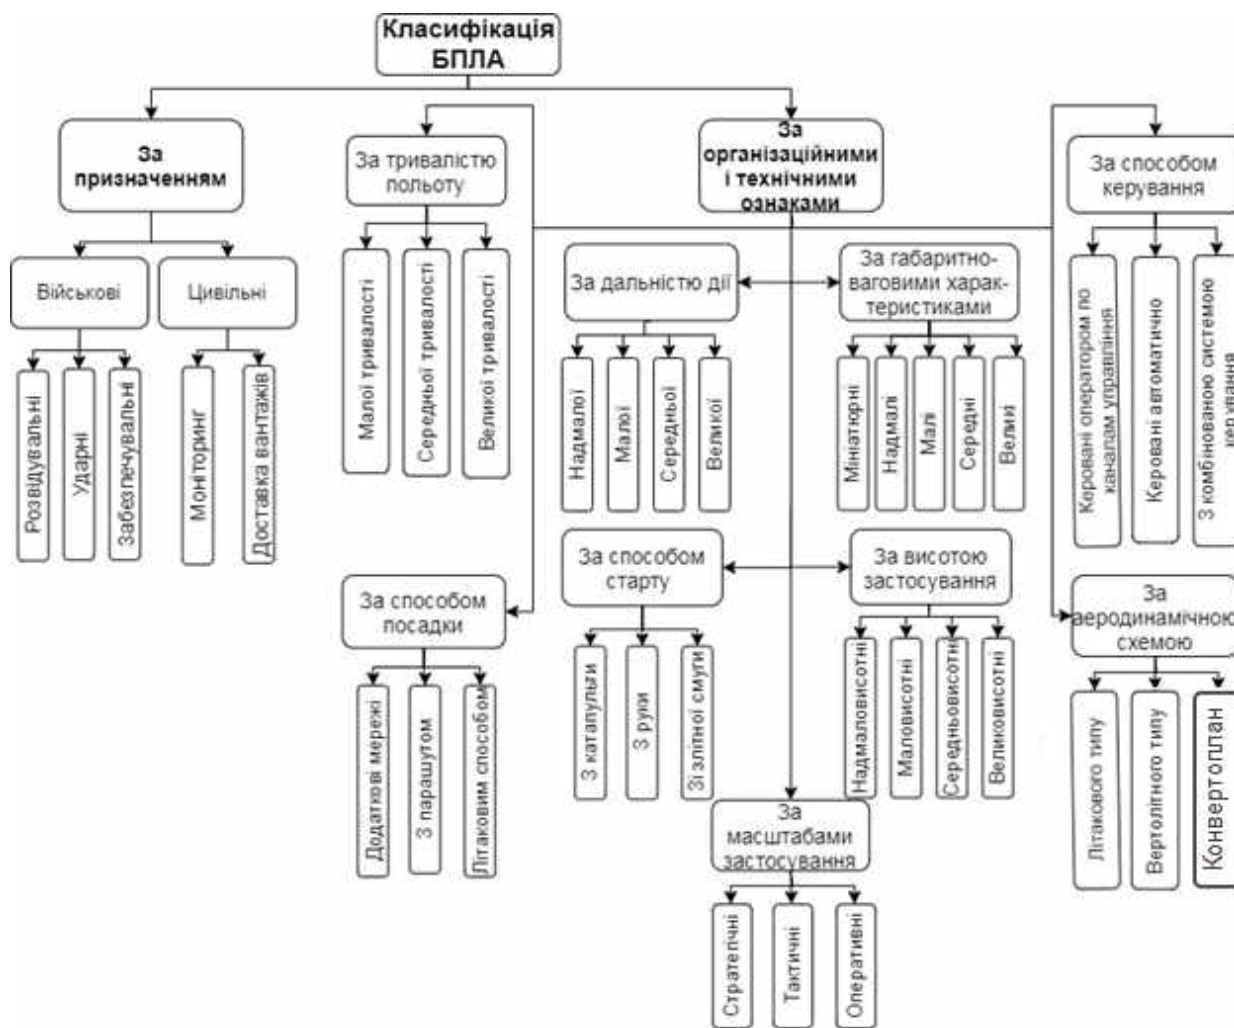 Класифікація
БПЛА
За
призначенням
За тривалістю
польоту
За
організаційними
і технічними
ознаками
За способом
керування
Військові
Цивільні
Розвідувальні
Ударні
Забезпечувальні
Моніторинг
Доставка вантажів
Малої тривалості
Середньої тривалості
Великої тривалості
За дальністю дії
За габаритно-
ваговими харак-
теристиками
Надмалої
Малої
Середньої
Великої
Мініатюрні
Надмалі
Малі
Середні
Великі
Керовані оператором по
каналам управління
Керовані автоматично
З комбінованою системою
керування
За способом
посадки
За способом
старту
За висотою
застосування
За
аеродинамічною
схемою
Додаткові мережі
З парашутом
Літаковим способом
З катапульти
З руки
Зі злітної смуги
Надмаловисотні
Маловисотні
Середньовисотні
Великовисотні
Літакового типу
Вертолітного типу
Конвертоплан
За
масштабами
застосування
Стратегічні
Тактичні
Оперативні